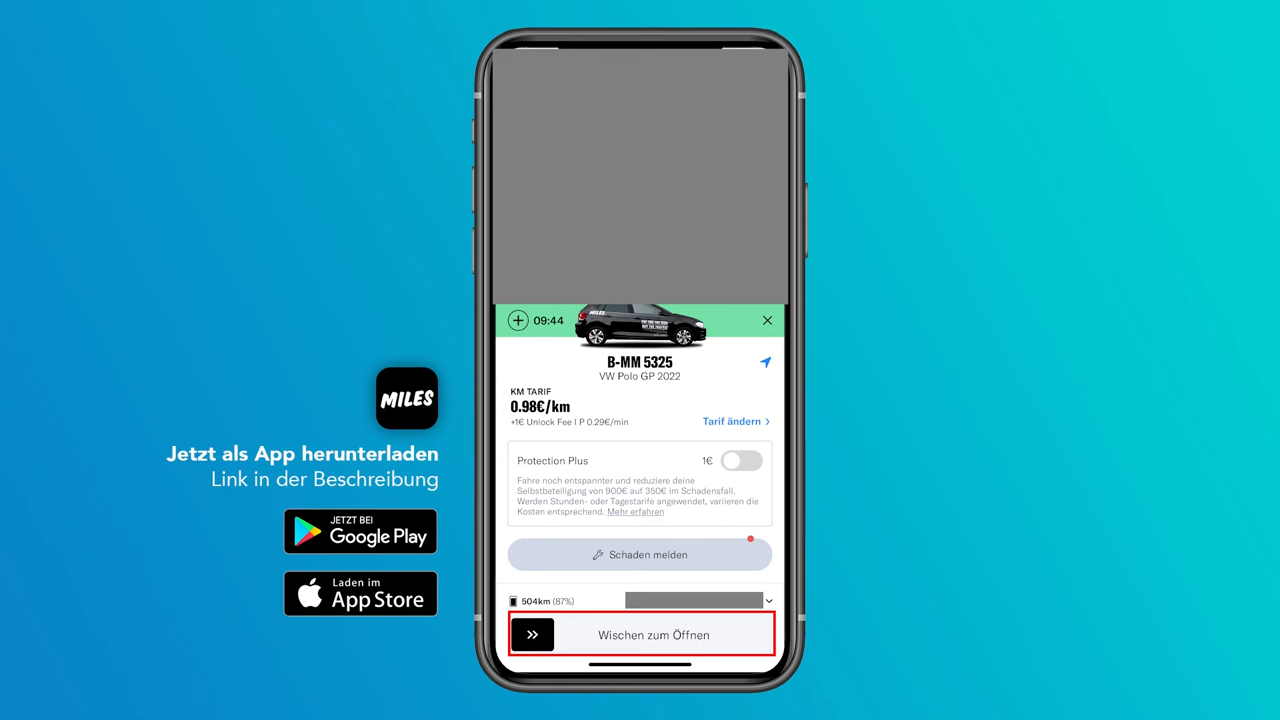 MILES
Jetzt als App herunterladen
Link in der Beschreibung
JETZT BEI
Google Play
Laden im
App Store
09:44
MILES
B-MM 5325
VW Polo GP 2022
KM TARIF
0.98€/km
+1€ Unlock Fee I P 0.29€/min
Tarif ändern
Protection Plus 1€
Fahre noch entspannter und reduziere deine
Selbstbeteiligung von 900€ auf 350€ im Schadensfall.
Werden Stunden- oder Tagestarife angewendet, variieren die
Kosten entsprechend. Mehr erfahren
Schaden melden
504km (87%)
Wischen zum Öffnen